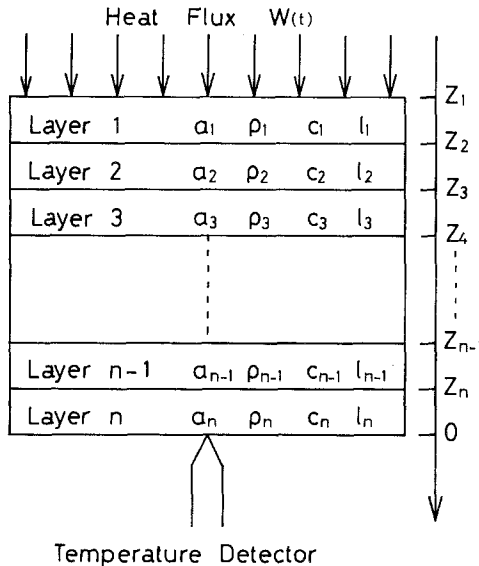 Heat Flux W(t)
Z₁
Layer 1 a₁ ρ₁ c₁ l₁
Z₂
Layer 2 a₂ ρ₂ c₂ l₂
Z₃
Layer 3 a₃ ρ₃ c₃ l₃
Z₄
Zₙ₋₁
Layer n-1 aₙ₋₁ ρₙ₋₁ cₙ₋₁ lₙ₋₁
Zₙ
Layer n aₙ ρₙ cₙ lₙ
0
Temperature Detector